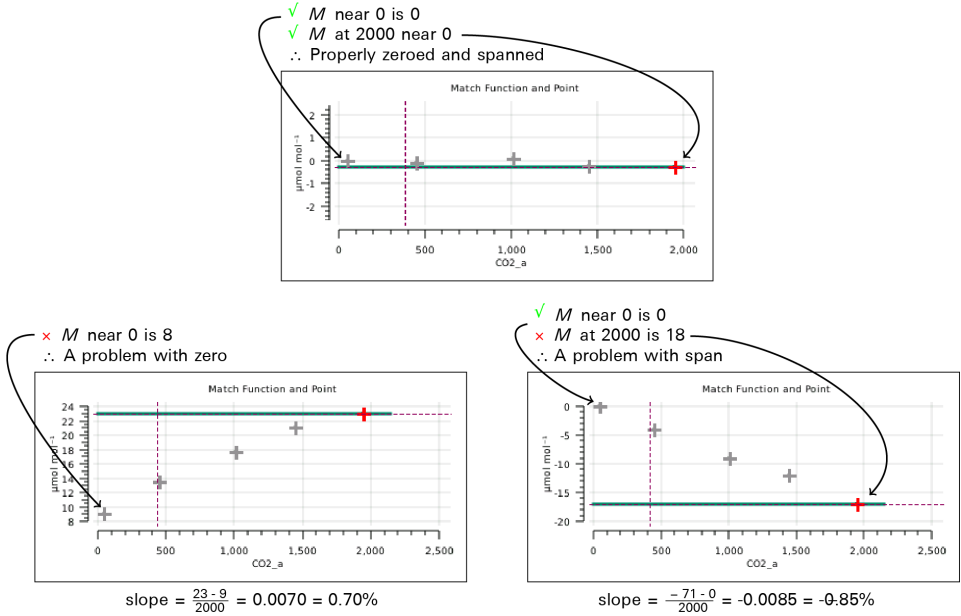 √ M near 0 is 0
√ M at 2000 near 0
∴ Properly zeroed and spanned
Match Function and Point
2
1
0
-1
-2
µmol mol⁻¹
0 500 1,000 1,500 2,000
CO2_a
× M near 0 is 8
∴ A problem with zero
Match Function and Point
24
22
20
18
16
14
12
10
8
µmol mol⁻¹
0 500 1,000 1,500 2,000 2,500
CO2_a
slope = 23 - 9 / 2000 = 0.0070 = 0.70%
√ M near 0 is 0
× M at 2000 is 18
∴ A problem with span
Match Function and Point
0
-5
-10
-15
-20
µmol mol⁻¹
0 500 1,000 1,500 2,000 2,500
CO2_a
slope = - 71 - 0 / 2000 = -0.0085 = -0.85%